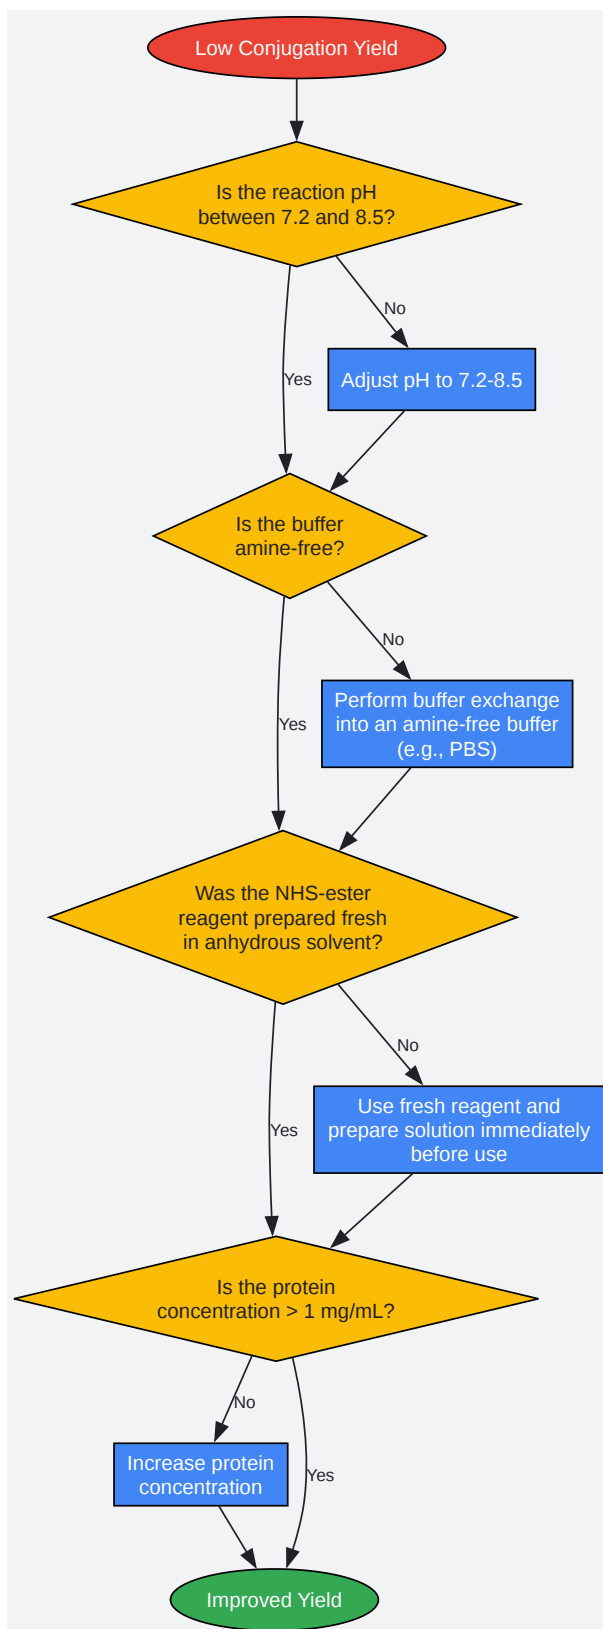 Low Conjugation Yield
Is the reaction pH
between 7.2 and 8.5?
No
Yes
Adjust pH to 7.2-8.5
Is the buffer
amine-free?
No
Yes
Perform buffer exchange
into an amine-free buffer
(e.g., PBS)
Was the NHS-ester
reagent prepared fresh
in anhydrous solvent?
No
Yes
Use fresh reagent and
prepare solution immediately
before use
Is the protein
concentration > 1 mg/mL?
No
Increase protein
concentration
Yes
Improved Yield